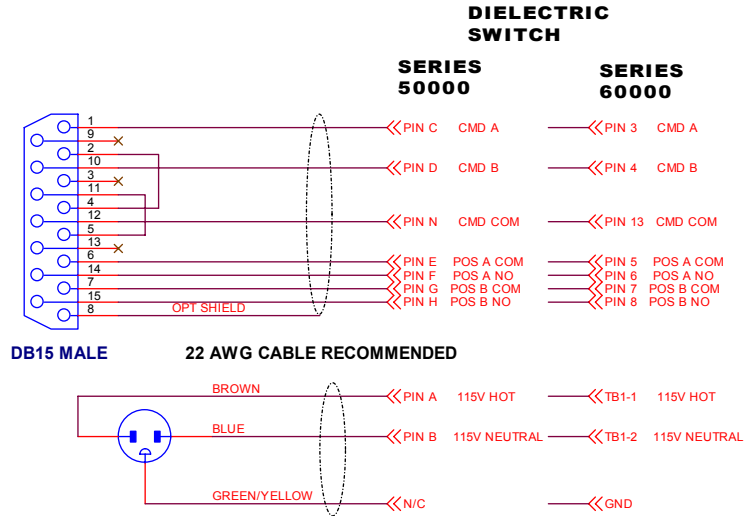 DIELECTRIC
SWITCH
SERIES
50000
SERIES
60000
1
9
2
10
3
11
4
12
5
13
6
14
7
15
8
PIN C CMD A
PIN 3 CMD A
PIN D CMD B
PIN 4 CMD B
PIN N CMD COM
PIN 13 CMD COM
PIN E POS A COM
PIN 5 POS A COM
PIN F POS A NO
PIN 6 POS A NO
PIN G POS B COM
PIN 7 POS B COM
PIN H POS B NO
PIN 8 POS B NO
OPT SHIELD
DB15 MALE
22 AWG CABLE RECOMMENDED
BROWN
PIN A 115V HOT
TB1-1 115V HOT
BLUE
PIN B 115V NEUTRAL
TB1-2 115V NEUTRAL
GREEN/YELLOW
N/C
GND